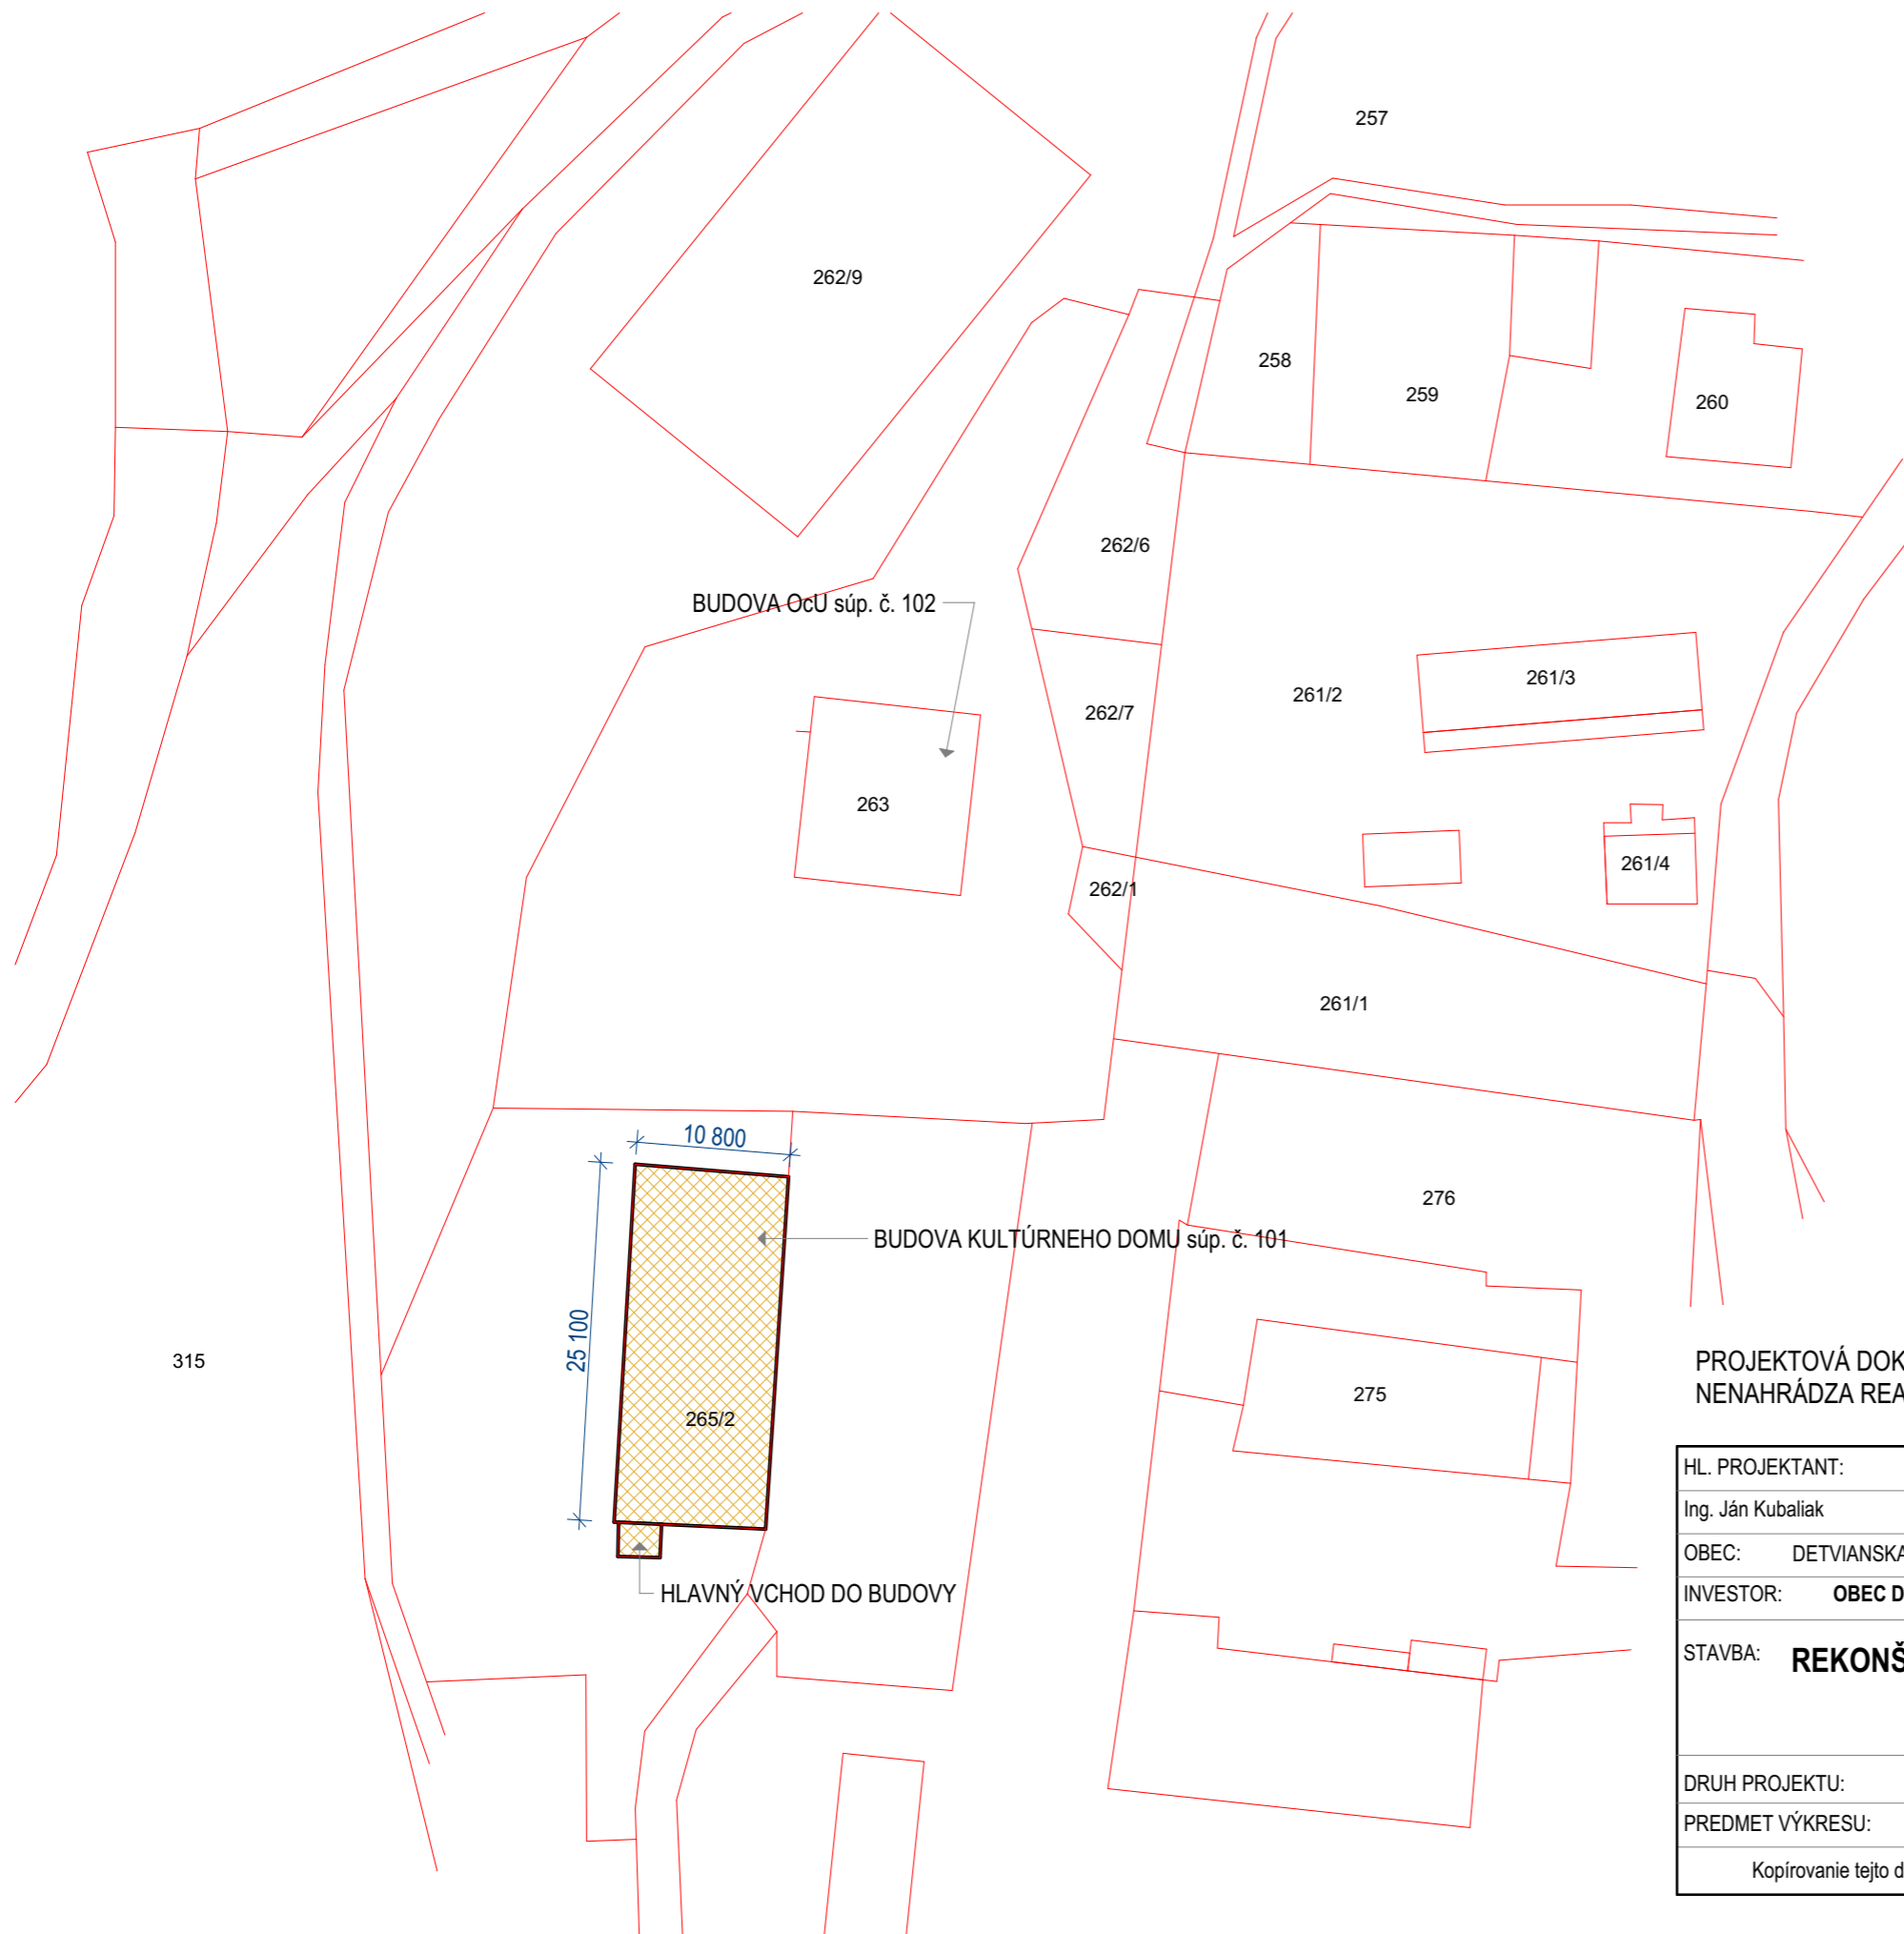 257
262/9
258
259
260
262/6
BUDOVA OcU súp. č. 102
261/3
261/2
262/7
263
261/4
262/1
261/1
10 800
276
BUDOVA KULTÚRNEHO DOMU súp. č. 101
25 100
315
265/2
275
HLAVNÝ VCHOD DO BUDOVY
PROJEKTOVÁ DOK
NENAHRÁDZA REA
HL. PROJEKTANT:
Ing. Ján Kubaliak
OBEC: DETVIANSKA
INVESTOR: OBEC D
STAVBA: REKONŠ
DRUH PROJEKTU:
PREDMET VÝKRESU:
Kopírovanie tejto d